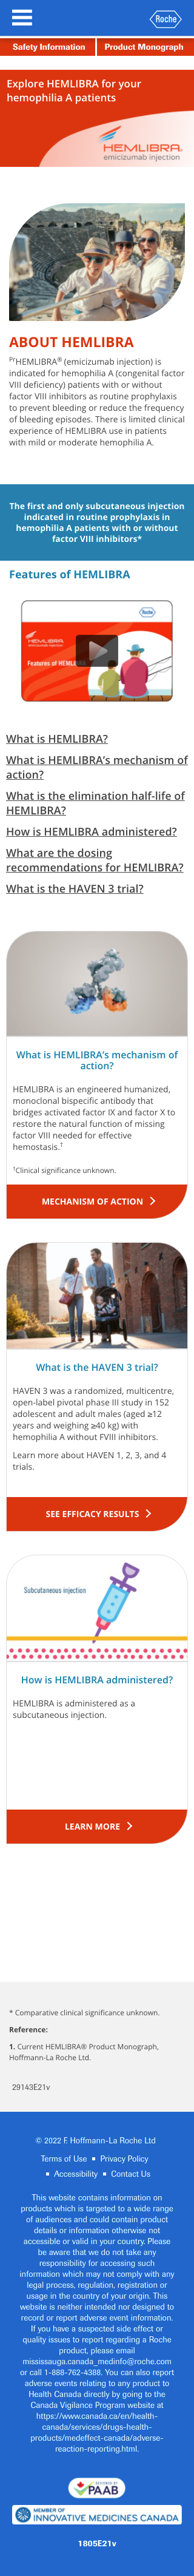 Roche
Safety Information
Product Monograph
Explore HEMLIBRA for your
hemophilia A patients
HEMLIBRA
emicizumab injection
ABOUT HEMLIBRA
PrHEMLIBRA® (emicizumab injection) is
indicated for hemophilia A (congenital factor
VIII deficiency) patients with or without
factor VIII inhibitors as routine prophylaxis
to prevent bleeding or reduce the frequency
of bleeding episodes. There is limited clinical
experience of HEMLIBRA use in patients
with mild or moderate hemophilia A.
The first and only subcutaneous injection
indicated in routine prophylaxis in
hemophilia A patients with or without
factor VIII inhibitors*
Features of HEMLIBRA
Roche
HEMLIBRA
Features of HEML
What is HEMLIBRA?
What is HEMLIBRA's mechanism of
action?
What is the elimination half-life of
HEMLIBRA?
How is HEMLIBRA administered?
What are the dosing
recommendations for HEMLIBRA?
What is the HAVEN 3 trial?
What is HEMLIBRA's mechanism of
action?
HEMLIBRA is an engineered humanized,
monoclonal bispecific antibody that
bridges activated factor IX and factor X to
restore the natural function of missing
factor VIII needed for effective
hemostasis.†
†Clinical significance unknown.
MECHANISM OF ACTION
What is the HAVEN 3 trial?
HAVEN 3 was a randomized, multicentre,
open-label pivotal phase III study in 152
adolescent and adult males (aged ≥12
years and weighing ≥40 kg) with
hemophilia A without FVIII inhibitors.
Learn more about HAVEN 1, 2, 3, and 4
trials.
SEE EFFICACY RESULTS
Subcutaneous injection
How is HEMLIBRA administered?
HEMLIBRA is administered as a
subcutaneous injection.
LEARN MORE
* Comparative clinical significance unknown.
Reference:
1. Current HEMLIBRA® Product Monograph,
Hoffmann-La Roche Ltd.
29143E21v
© 2022 F. Hoffmann-La Roche Ltd
Terms of Use ▪ Privacy Policy
▪ Accessibility ▪ Contact Us
This website contains information on
products which is targeted to a wide range
of audiences and could contain product
details or information otherwise not
accessible or valid in your country. Please
be aware that we do not take any
responsibility for accessing such
information which may not comply with any
legal process, regulation, registration or
usage in the country of your origin. This
website is neither intended nor designed to
record or report adverse event information.
If you have a suspected side effect or
quality issues to report regarding a Roche
product, please email
mississauga.canada_medinfo@roche.com
or call 1-888-762-4388. You can also report
adverse events relating to any product to
Health Canada directly by going to the
Canada Vigilance Program website at
https://www.canada.ca/en/health-
canada/services/drugs-health-
products/medeffect-canada/adverse-
reaction-reporting.html.
REVIEWED BY
PAAB
MEMBER OF
INNOVATIVE MEDICINES CANADA
1805E21v